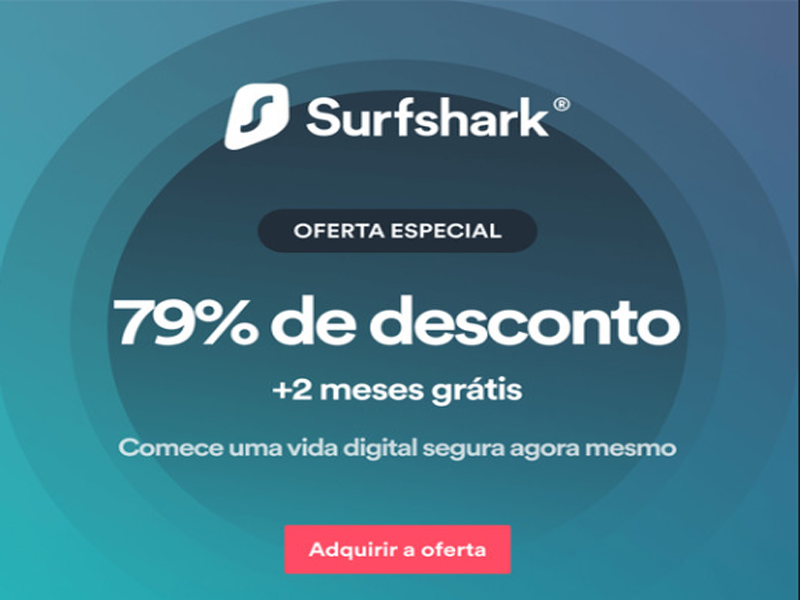 Surfshark®
OFERTA ESPECIAL
79% de desconto
+2 meses grátis
Comece uma vida digital segura agora mesmo
Adquirir a oferta